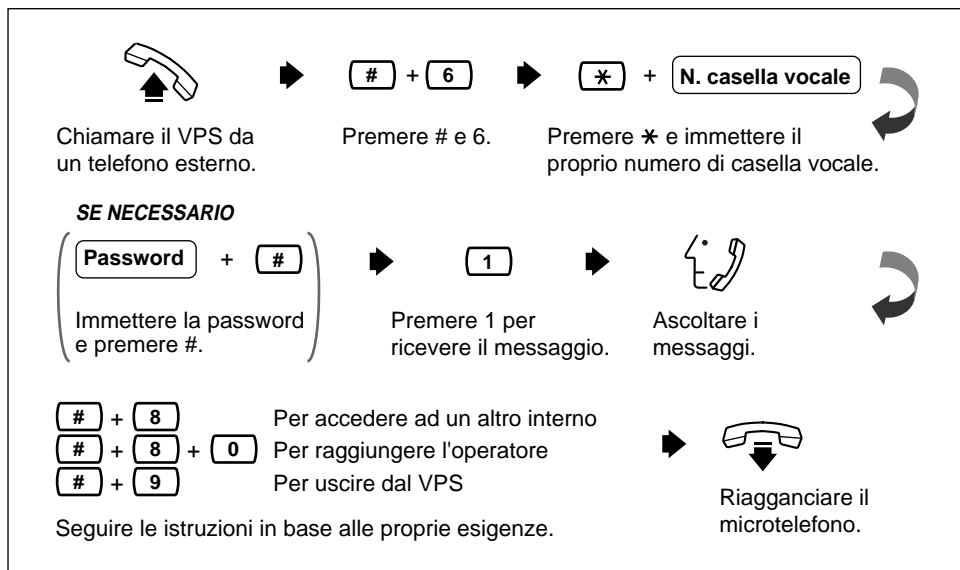 # + 6 ✱ + N. casella vocale
Chiamare il VPS da
un telefono esterno.
Premere # e 6.
Premere ✱ e immettere il
proprio numero di casella vocale.
SE NECESSARIO
Password + #
Immettere la password
e premere #.
1
Premere 1 per
ricevere il messaggio.
Ascoltare i
messaggi.
# + 8 Per accedere ad un altro interno
# + 8 + 0 Per raggiungere l'operatore
# + 9 Per uscire dal VPS
Seguire le istruzioni in base alle proprie esigenze.
Riagganciare il
microtelefono.